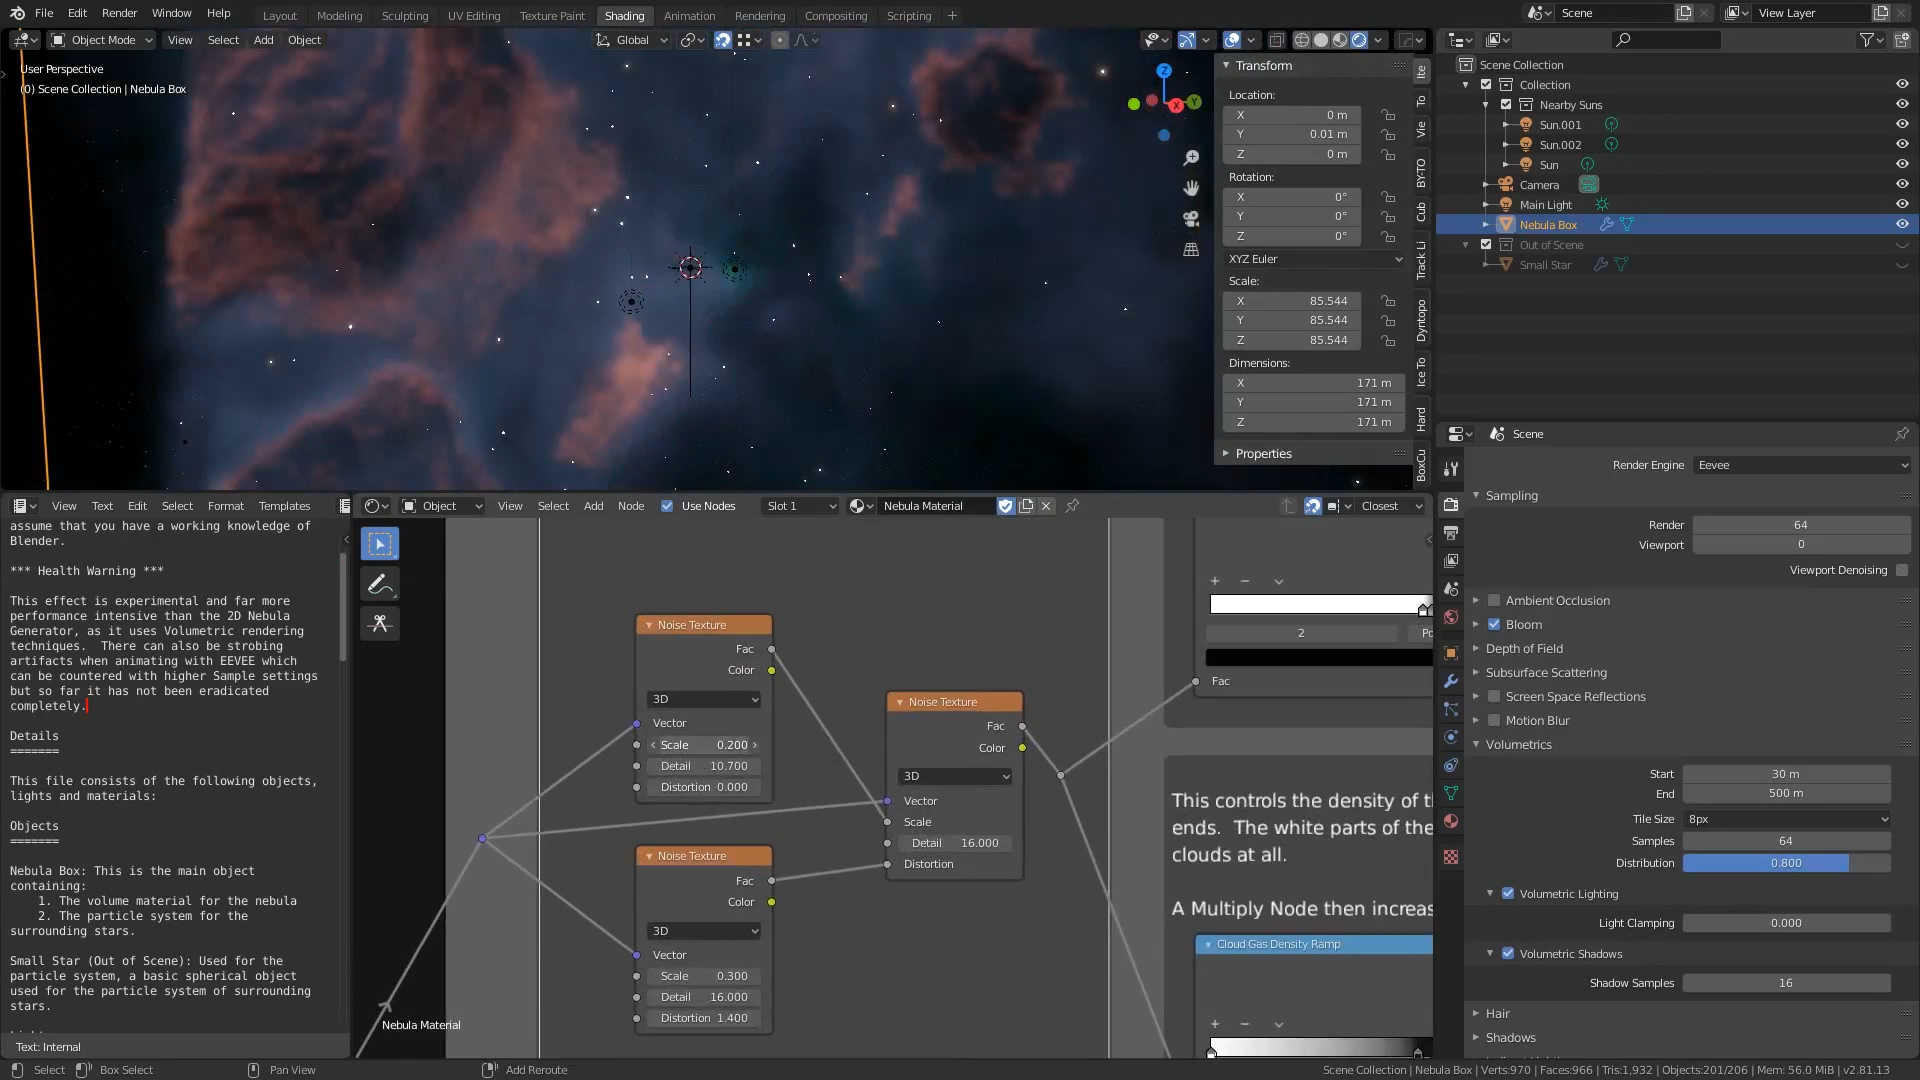 File Edit Render Window Help Layout Modeling Sculpting UV Editing Texture Paint Shading Animation Rendering Compositing Scripting Scene View Layer
Object Mode View Select Add Object Global
User Perspective
(0) Scene Collection | Nebula Box
Transform
Location:
X 0 m
Y 0.01 m
Z 0 m
Rotation:
X 0°
Y 0°
Z 0°
XYZ Euler
Scale:
X 85.544
Y 85.544
Z 85.544
Dimensions:
X 171 m
Y 171 m
Z 171 m
Properties
Ite
To
Vie
BY-TO
Cub
Track Li
Dyntopo
Ice To
Hard
BoxCu
Z
X
Y
Scene Collection
Collection
Nearby Suns
Sun.001
Sun.002
Sun
Camera
Main Light
Nebula Box
Out of Scene
Small Star
View Text Edit Select Format Templates
assume that you have a working knowledge of
Blender.
*** Health Warning ***
This effect is experimental and far more
performance intensive than the 2D Nebula
Generator, as it uses Volumetric rendering
techniques.  There can also be strobing
artifacts when animating with EEVEE which
can be countered with higher Sample settings
but so far it has not been eradicated
completely.
Details
=======
This file consists of the following objects,
lights and materials:
Objects
=======
Nebula Box: This is the main object
containing:
1. The volume material for the nebula
2. The particle system for the
surrounding stars.
Small Star (Out of Scene): Used for the
particle system, a basic spherical object
used for the particle system of surrounding
stars.
Text: Internal
Object View Select Add Node Use Nodes Slot 1 Nebula Material Closest
Noise Texture
Fac
Color
3D
Vector
Scale 0.200
Detail 10.700
Distortion 0.000
Noise Texture
Fac
Color
3D
Vector
Scale 0.300
Detail 16.000
Distortion 1.400
Noise Texture
Fac
Color
3D
Vector
Scale
Detail 16.000
Distortion
2
Po
Fac
This controls the density of t
ends.  The white parts of the
clouds at all.
A Multiply Node then increas
Cloud Gas Density Ramp
Nebula Material
Scene
Render Engine Eevee
Sampling
Render 64
Viewport 0
Viewport Denoising
Ambient Occlusion
Bloom
Depth of Field
Subsurface Scattering
Screen Space Reflections
Motion Blur
Volumetrics
Start 30 m
End 500 m
Tile Size 8px
Samples 64
Distribution 0.800
Volumetric Lighting
Light Clamping 0.000
Volumetric Shadows
Shadow Samples 16
Hair
Shadows
Select Box Select Pan View Add Reroute Scene Collection | Nebula Box | Verts:970 | Faces:966 | Tris:1,932 | Objects:201/206 | Mem: 56.0 MiB | v2.81.13